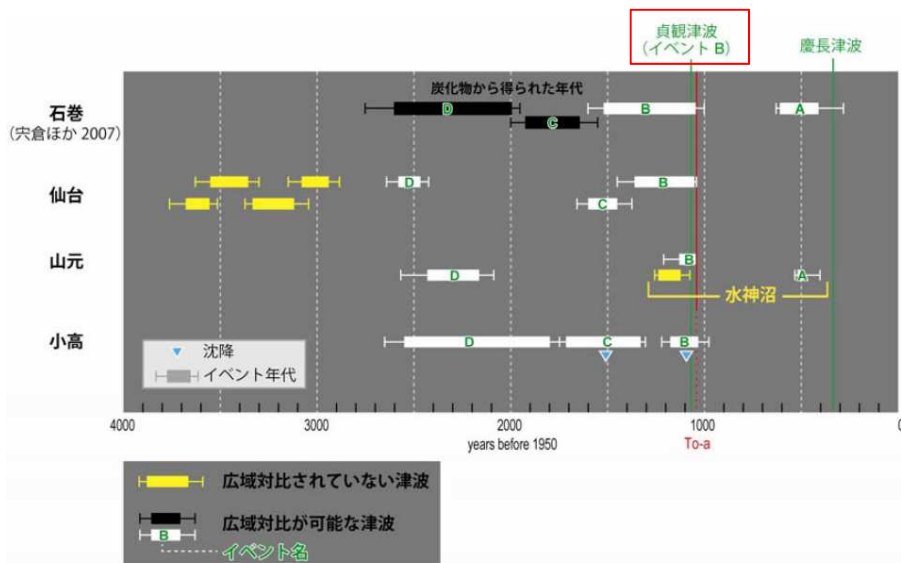 貞観津波
(イベント B)
慶長津波
炭化物から得られた年代
石巻
(宍倉ほか 2007)
D
B
A
C
仙台
D
B
C
山元
B
D
A
水神沼
小高
D
C
B
沈降
イベント年代
4000
3000
2000
1000
0
years before 1950
To-a
広域対比されていない津波
広域対比が可能な津波
B
イベント名